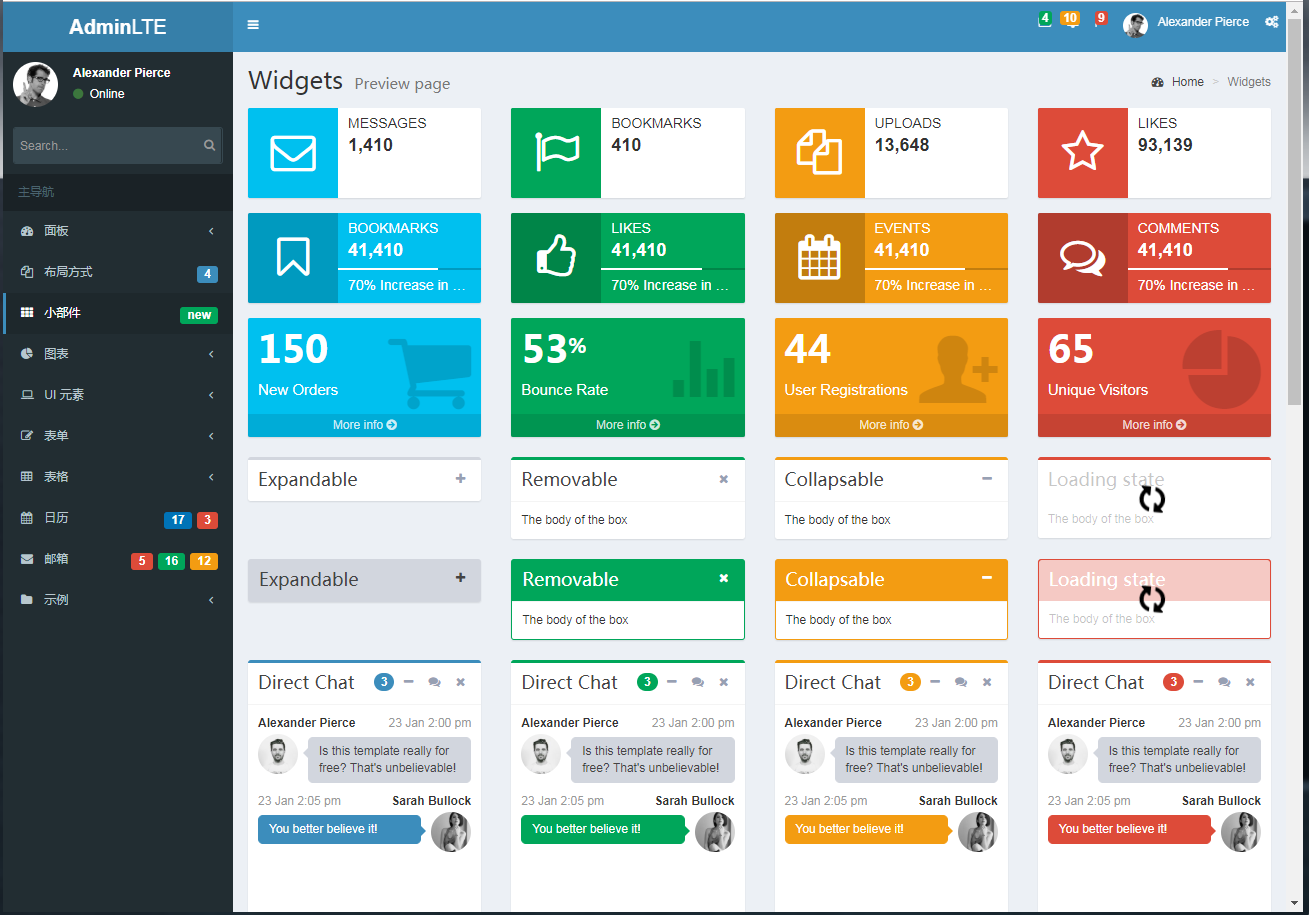 AdminLTE
4 10 9 Alexander Pierce
Alexander Pierce
Online
Search...
主导航
面板
布局方式 4
小部件 new
图表
UI 元素
表单
表格
日历 17 3
邮箱 5 16 12
示例
Widgets Preview page
Home > Widgets
MESSAGES
1,410
BOOKMARKS
410
UPLOADS
13,648
LIKES
93,139
BOOKMARKS
41,410
70% Increase in ...
LIKES
41,410
70% Increase in ...
EVENTS
41,410
70% Increase in ...
COMMENTS
41,410
70% Increase in ...
150
New Orders
More info
53%
Bounce Rate
More info
44
User Registrations
More info
65
Unique Visitors
More info
Expandable
Removable
The body of the box
Collapsable
The body of the box
Loading state
The body of the box
Expandable
Removable
The body of the box
Collapsable
The body of the box
Loading state
The body of the box
Direct Chat 3
Alexander Pierce 23 Jan 2:00 pm
Is this template really for
free? That's unbelievable!
23 Jan 2:05 pm Sarah Bullock
You better believe it!
Direct Chat 3
Alexander Pierce 23 Jan 2:00 pm
Is this template really for
free? That's unbelievable!
23 Jan 2:05 pm Sarah Bullock
You better believe it!
Direct Chat 3
Alexander Pierce 23 Jan 2:00 pm
Is this template really for
free? That's unbelievable!
23 Jan 2:05 pm Sarah Bullock
You better believe it!
Direct Chat 3
Alexander Pierce 23 Jan 2:00 pm
Is this template really for
free? That's unbelievable!
23 Jan 2:05 pm Sarah Bullock
You better believe it!